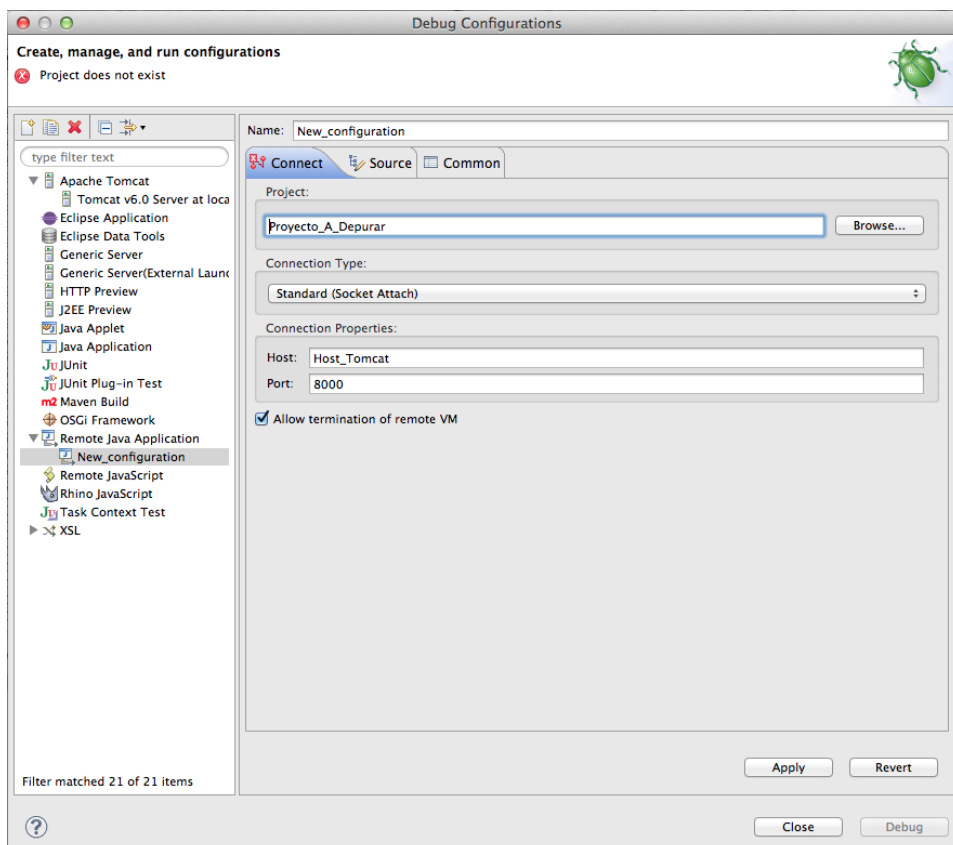 Debug Configurations
Create, manage, and run configurations
Project does not exist
type filter text
Apache Tomcat
Tomcat v6.0 Server at loca
Eclipse Application
Eclipse Data Tools
Generic Server
Generic Server(External Launc
HTTP Preview
J2EE Preview
Java Applet
Java Application
JUnit
JUnit Plug-in Test
m2 Maven Build
OSGi Framework
Remote Java Application
New_configuration
Remote JavaScript
Rhino JavaScript
Task Context Test
XSL
Filter matched 21 of 21 items
Name: New_configuration
Connect Source Common
Project:
Proyecto_A_Depurar Browse...
Connection Type:
Standard (Socket Attach)
Connection Properties:
Host: Host_Tomcat
Port: 8000
Allow termination of remote VM
Apply Revert
? Close Debug